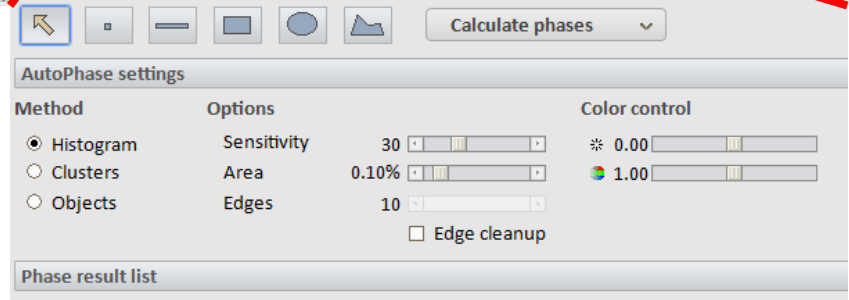 Calculate phases
AutoPhase settings
Method Options Color control
Histogram Sensitivity 30 0.00
Clusters Area 0.10% 1.00
Objects Edges 10
Edge cleanup
Phase result list